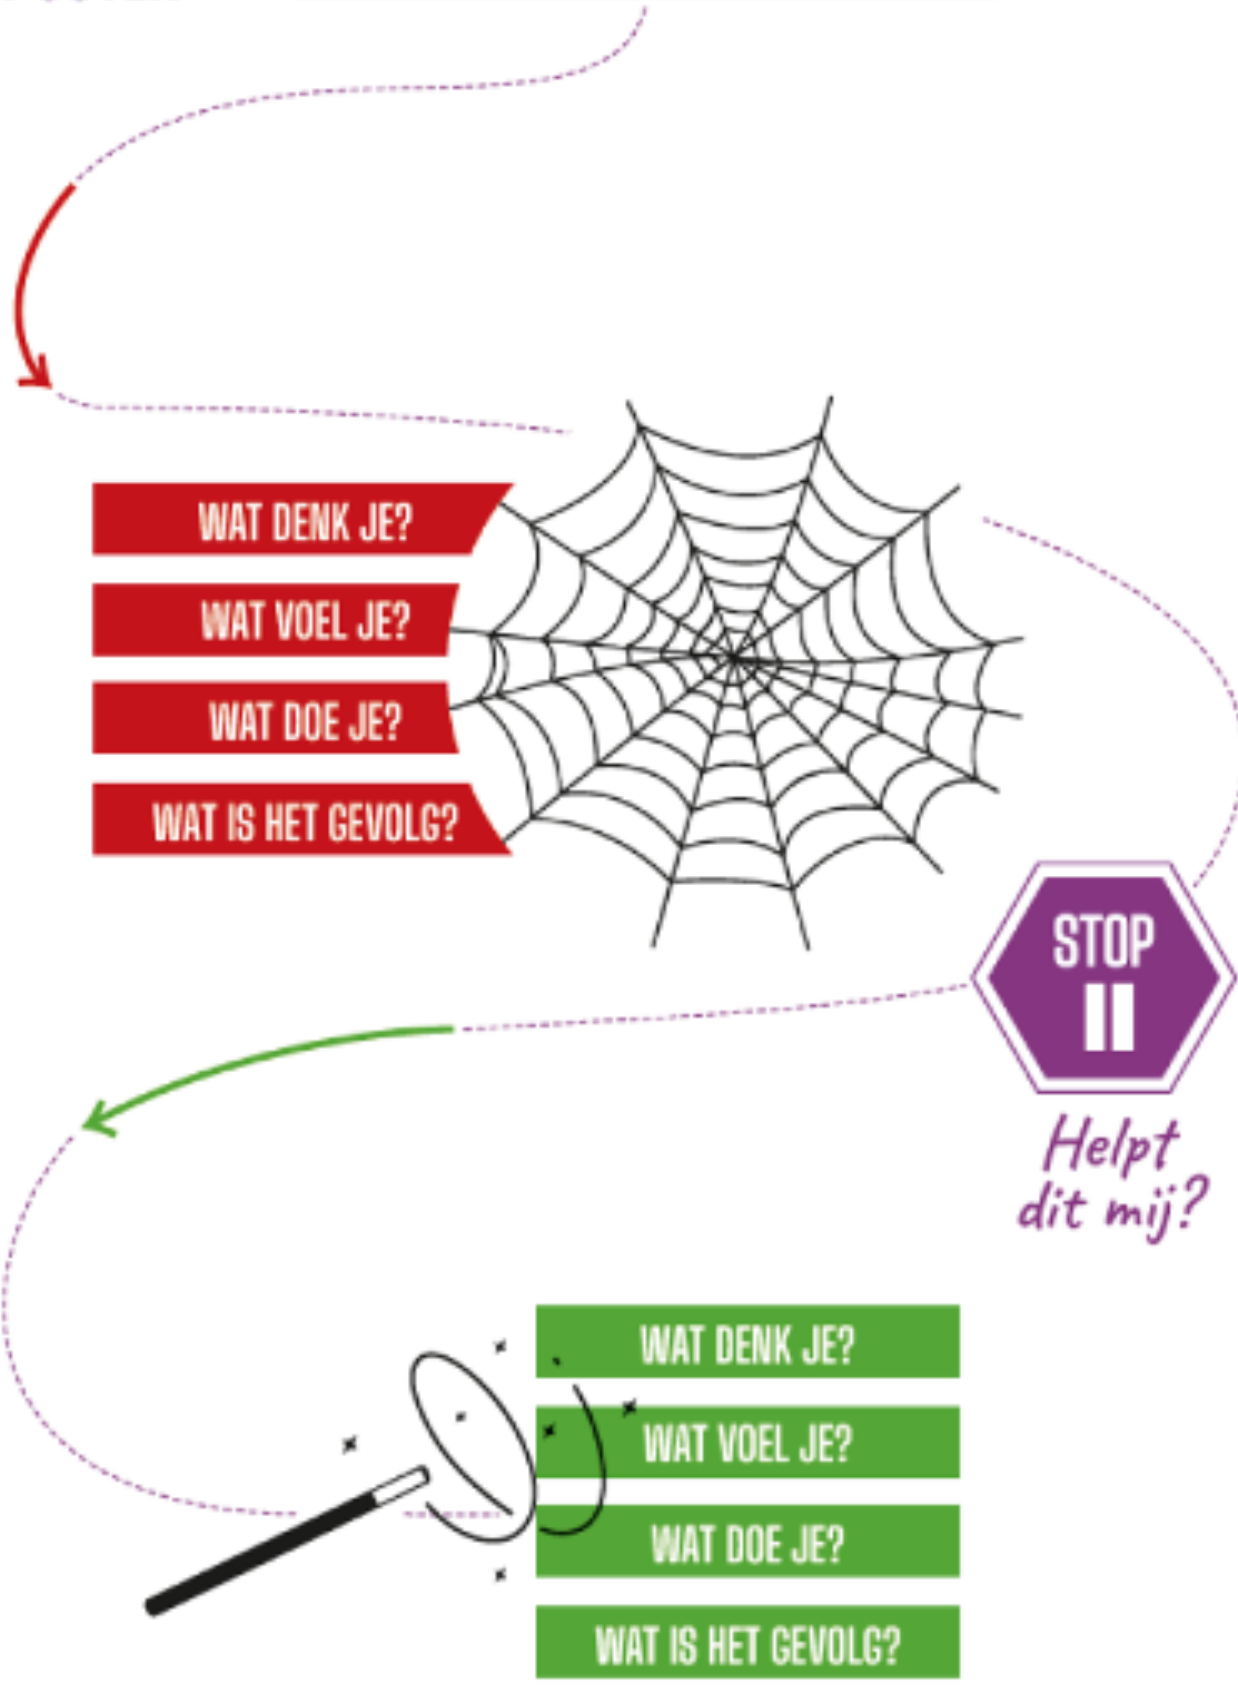 WAT DENK JE?
WAT VOEL JE?
WAT DOE JE?
WAT IS HET GEVOLG?
STOP
Helpt
dit mij?
WAT DENK JE?
WAT VOEL JE?
WAT DOE JE?
WAT IS HET GEVOLG?